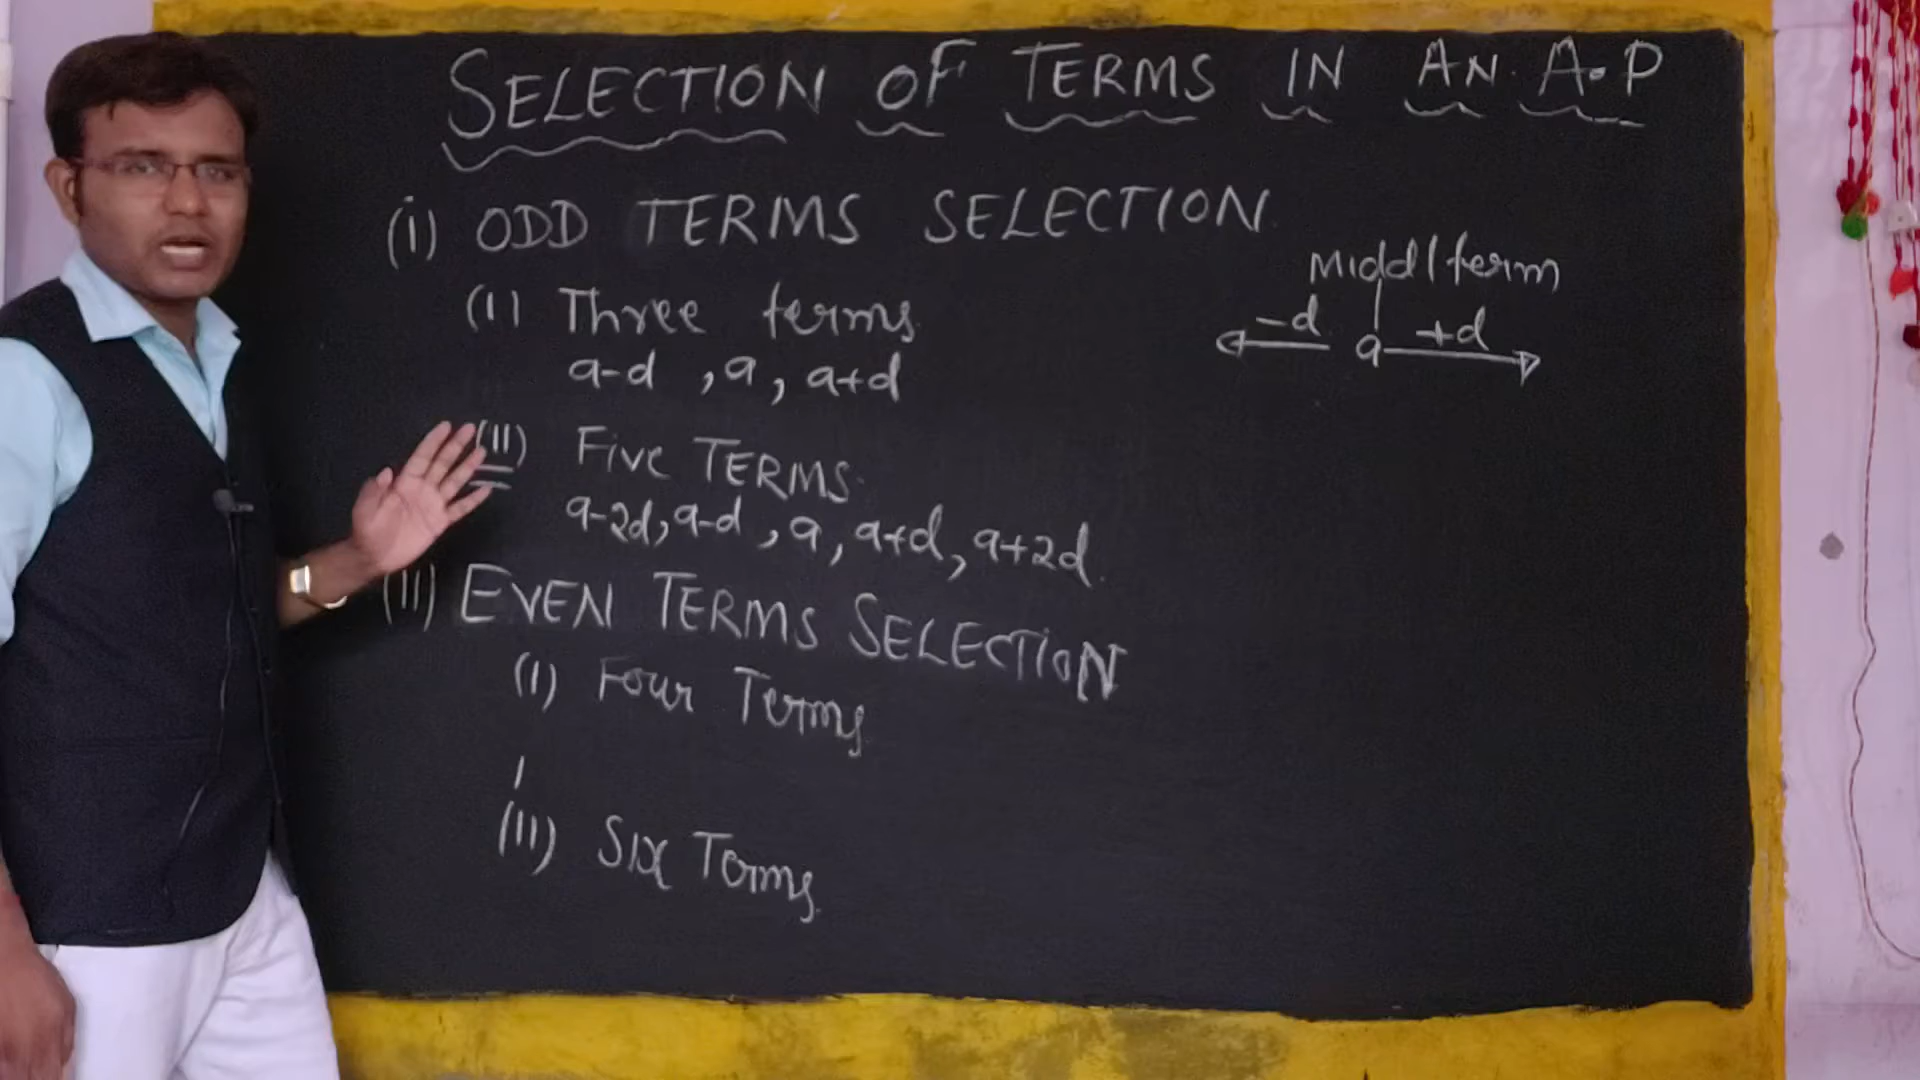 SELECTION OF TERMS IN AN A.P
(i) ODD TERMS SELECTION
(I) Three terms
a-d , a, a+d
Middl term
-d a +d
(II) Five TERMS.
a-2d, a-d , a, a+d, a+2d.
(II) EVEN TERMS SELECTION
(I) Four Terms
(II) Six Terms